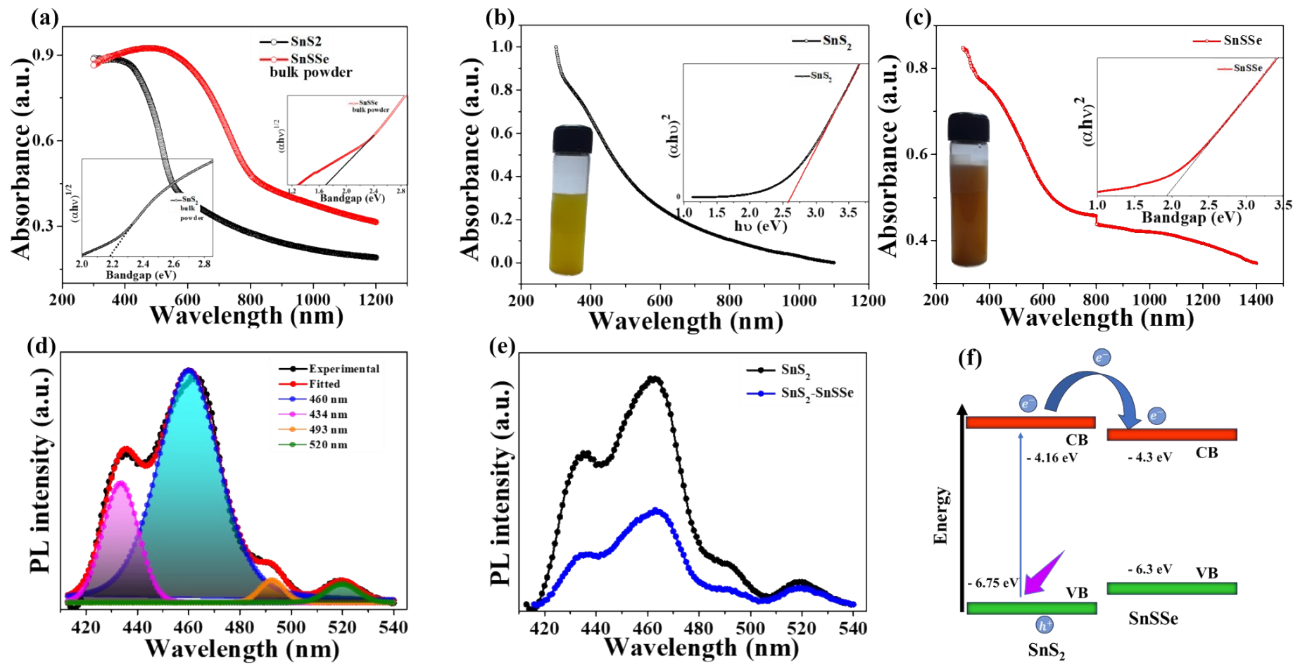 (a)
SnS2
SnSSe
bulk powder
0.9
0.6
0.3
Absorbance (a.u.)
SnSSe
bulk powder
(αhν)1/2
1.2 1.6 2.0 2.4 2.8
Bandgap (eV)
(αhν)1/2
SnS2
bulk
powder
2.0 2.2 2.4 2.6 2.8
Bandgap (eV)
200 400 600 800 1000 1200
Wavelength (nm)
(b)
SnS2
1.0
0.8
0.6
0.4
0.2
0.0
Absorbance (a.u.)
SnS2
(αhυ)2
0
1.0 1.5 2.0 2.5 3.0 3.5
hυ (eV)
200 400 600 800 1000
Wavelength (nm)
(c)
SnSSe
0.8
0.6
0.4
Absorbance (a.u.)
SnSSe
(αhυ)2
1.0 1.5 2.0 2.5 3.0 3.5
Bandgap (eV)
200 400 600 800 1000 1200 1400
Wavelength (nm)
(d)
Experimental
Fitted
460 nm
434 nm
493 nm
520 nm
PL intensity (a.u.)
420 440 460 480 500 520 540
Wavelength (nm)
(e)
SnS2
SnS2-SnSSe
PL intensity (a.u.)
420 440 460 480 500 520 540
Wavelength (nm)
(f)
e-
e-
e-
CB
CB
- 4.16 eV
- 4.3 eV
Energy
- 6.75 eV
- 6.3 eV
VB
VB
h+
SnS2
SnSSe